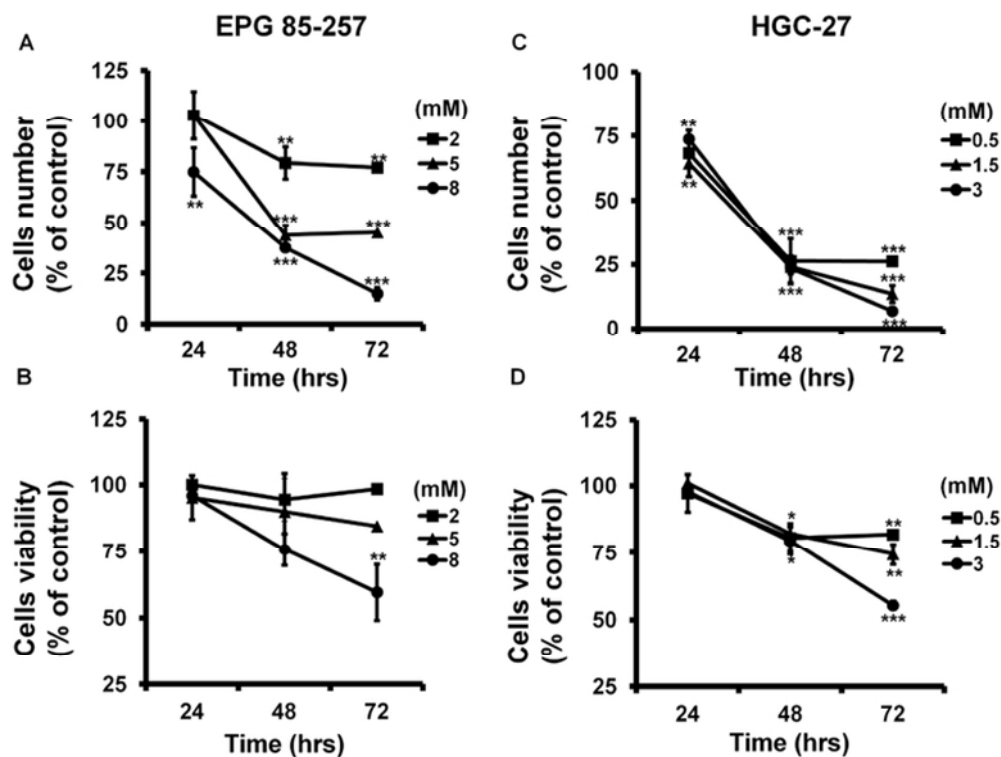 EPG 85-257
HGC-27
A
125
100
75
50
25
0
Cells number
(% of control)
24 48 72
Time (hrs)
(mM)
2
5
8
**
**
**
***
***
***
***
C
100
75
50
25
0
Cells number
(% of control)
24 48 72
Time (hrs)
(mM)
0.5
1.5
3
**
**
***
***
***
***
***
B
125
100
75
50
25
Cells viability
(% of control)
24 48 72
Time (hrs)
(mM)
2
5
8
**
D
125
100
75
50
25
Cells viability
(% of control)
24 48 72
Time (hrs)
(mM)
0.5
1.5
3
*
*
**
**
***